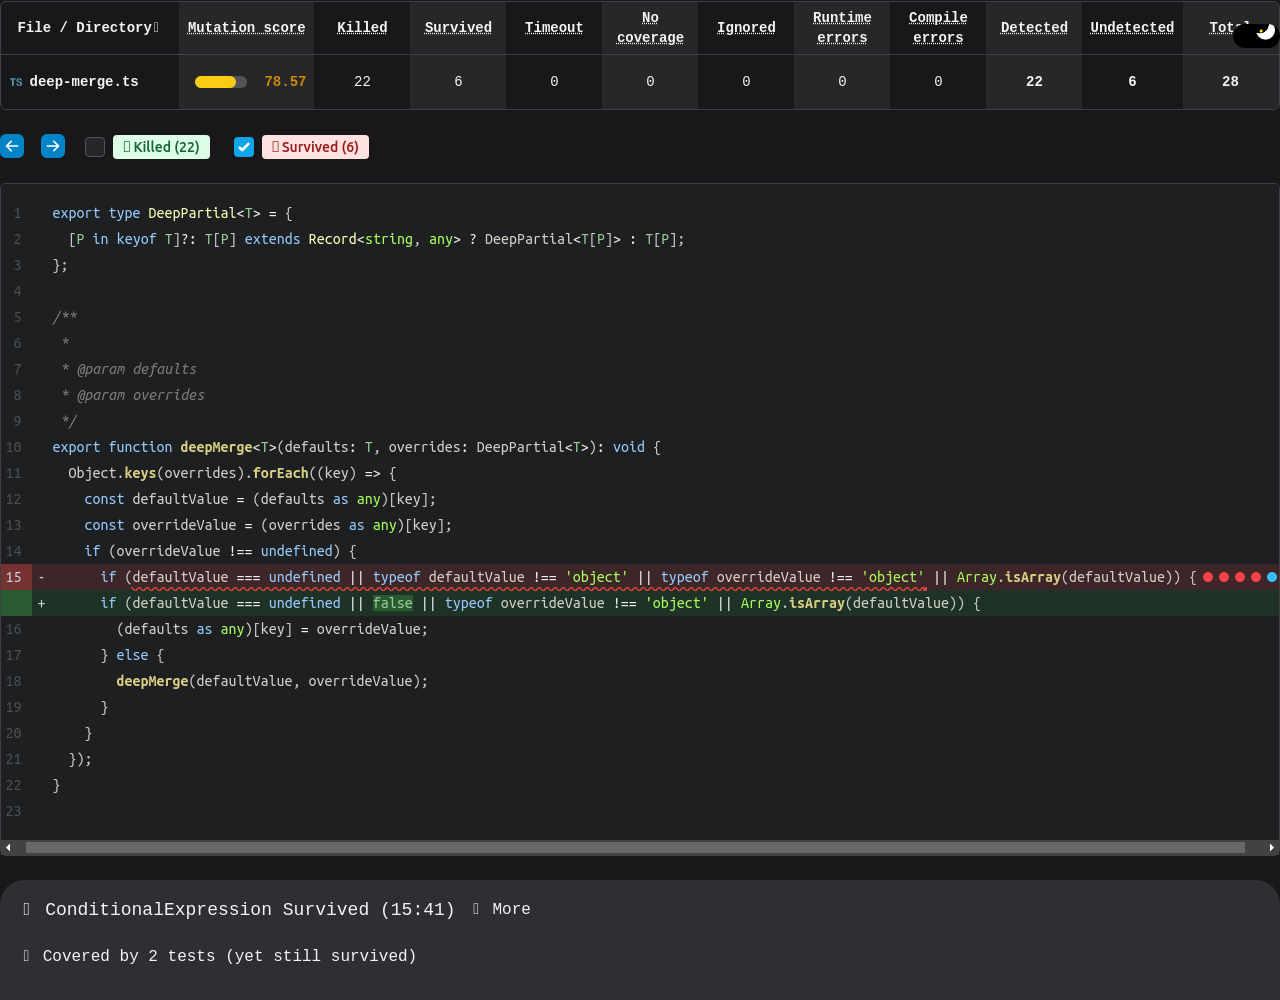 File / Directory Mutation score Killed Survived Timeout No coverage Ignored Runtime errors Compile errors Detected Undetected
TS deep-merge.ts 78.57 22 6 0 0 0 0 0 22 6 28
Killed (22) Survived (6)
1 export type DeepPartial<T> = {
2 [P in keyof T]?: T[P] extends Record<string, any> ? DeepPartial<T[P]> : T[P];
3 };
4
5 /**
6 *
7 * @param defaults
8 * @param overrides
9 */
10 export function deepMerge<T>(defaults: T, overrides: DeepPartial<T>): void {
11 Object.keys(overrides).forEach((key) => {
12 const defaultValue = (defaults as any)[key];
13 const overrideValue = (overrides as any)[key];
14 if (overrideValue !== undefined) {
15 - if (defaultValue === undefined || typeof defaultValue !== 'object' || typeof overrideValue !== 'object' || Array.isArray(defaultValue)) {
+ if (defaultValue === undefined || false || typeof overrideValue !== 'object' || Array.isArray(defaultValue)) {
16 (defaults as any)[key] = overrideValue;
17 } else {
18 deepMerge(defaultValue, overrideValue);
19 }
20 }
21 });
22 }
23
ConditionalExpression Survived (15:41) More
Covered by 2 tests (yet still survived)